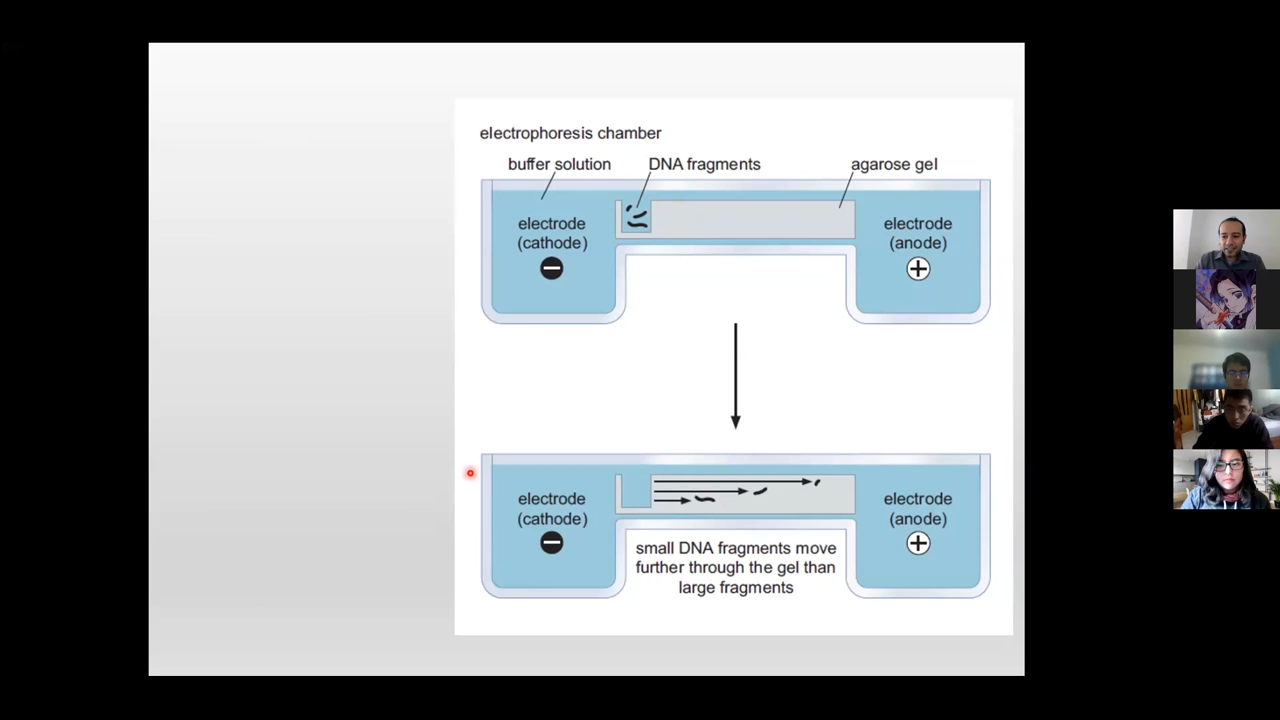 electrophoresis chamber
buffer solution
DNA fragments
agarose gel
electrode
(cathode)
electrode
(anode)
electrode
(cathode)
electrode
(anode)
small DNA fragments move
further through the gel than
large fragments